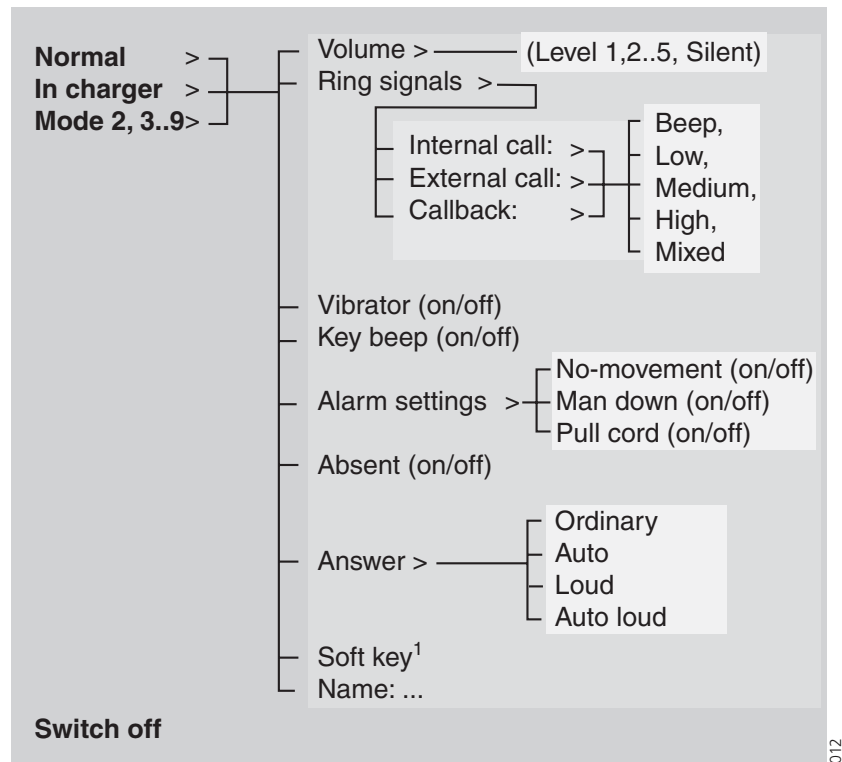 Normal >
In charger >
Mode 2, 3..9>
Volume > (Level 1,2..5, Silent)
Ring signals >
Internal call: >
External call: >
Callback: >
Beep,
Low,
Medium,
High,
Mixed
Vibrator (on/off)
Key beep (on/off)
Alarm settings >
No-movement (on/off)
Man down (on/off)
Pull cord (on/off)
Absent (on/off)
Answer >
Ordinary
Auto
Loud
Auto loud
Soft key¹
Name: ...
Switch off
012